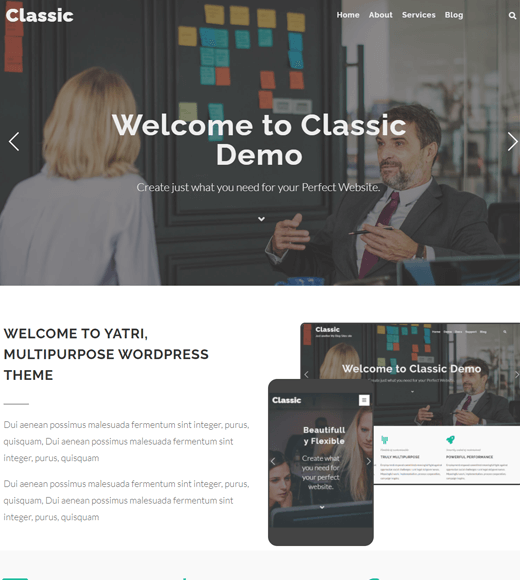 Classic
Home About Services Blog
Welcome to Classic
Demo
Create just what you need for your Perfect Website.
WELCOME TO YATRI,
MULTIPURPOSE WORDPRESS
THEME
Dui aenean possimus malesuada fermentum sint integer, purus,
quisquam, Dui aenean possimus malesuada fermentum sint
integer, purus, quisquam
Dui aenean possimus malesuada fermentum sint integer, purus,
quisquam, Dui aenean possimus malesuada fermentum sint
integer, purus, quisquam
Classic
Welcome to Classic Demo
TRULY MULTIPURPOSE
POWERFUL PERFORMANCE
Classic
Beautifull
y Flexible
Create what
you need for
your perfect
website.